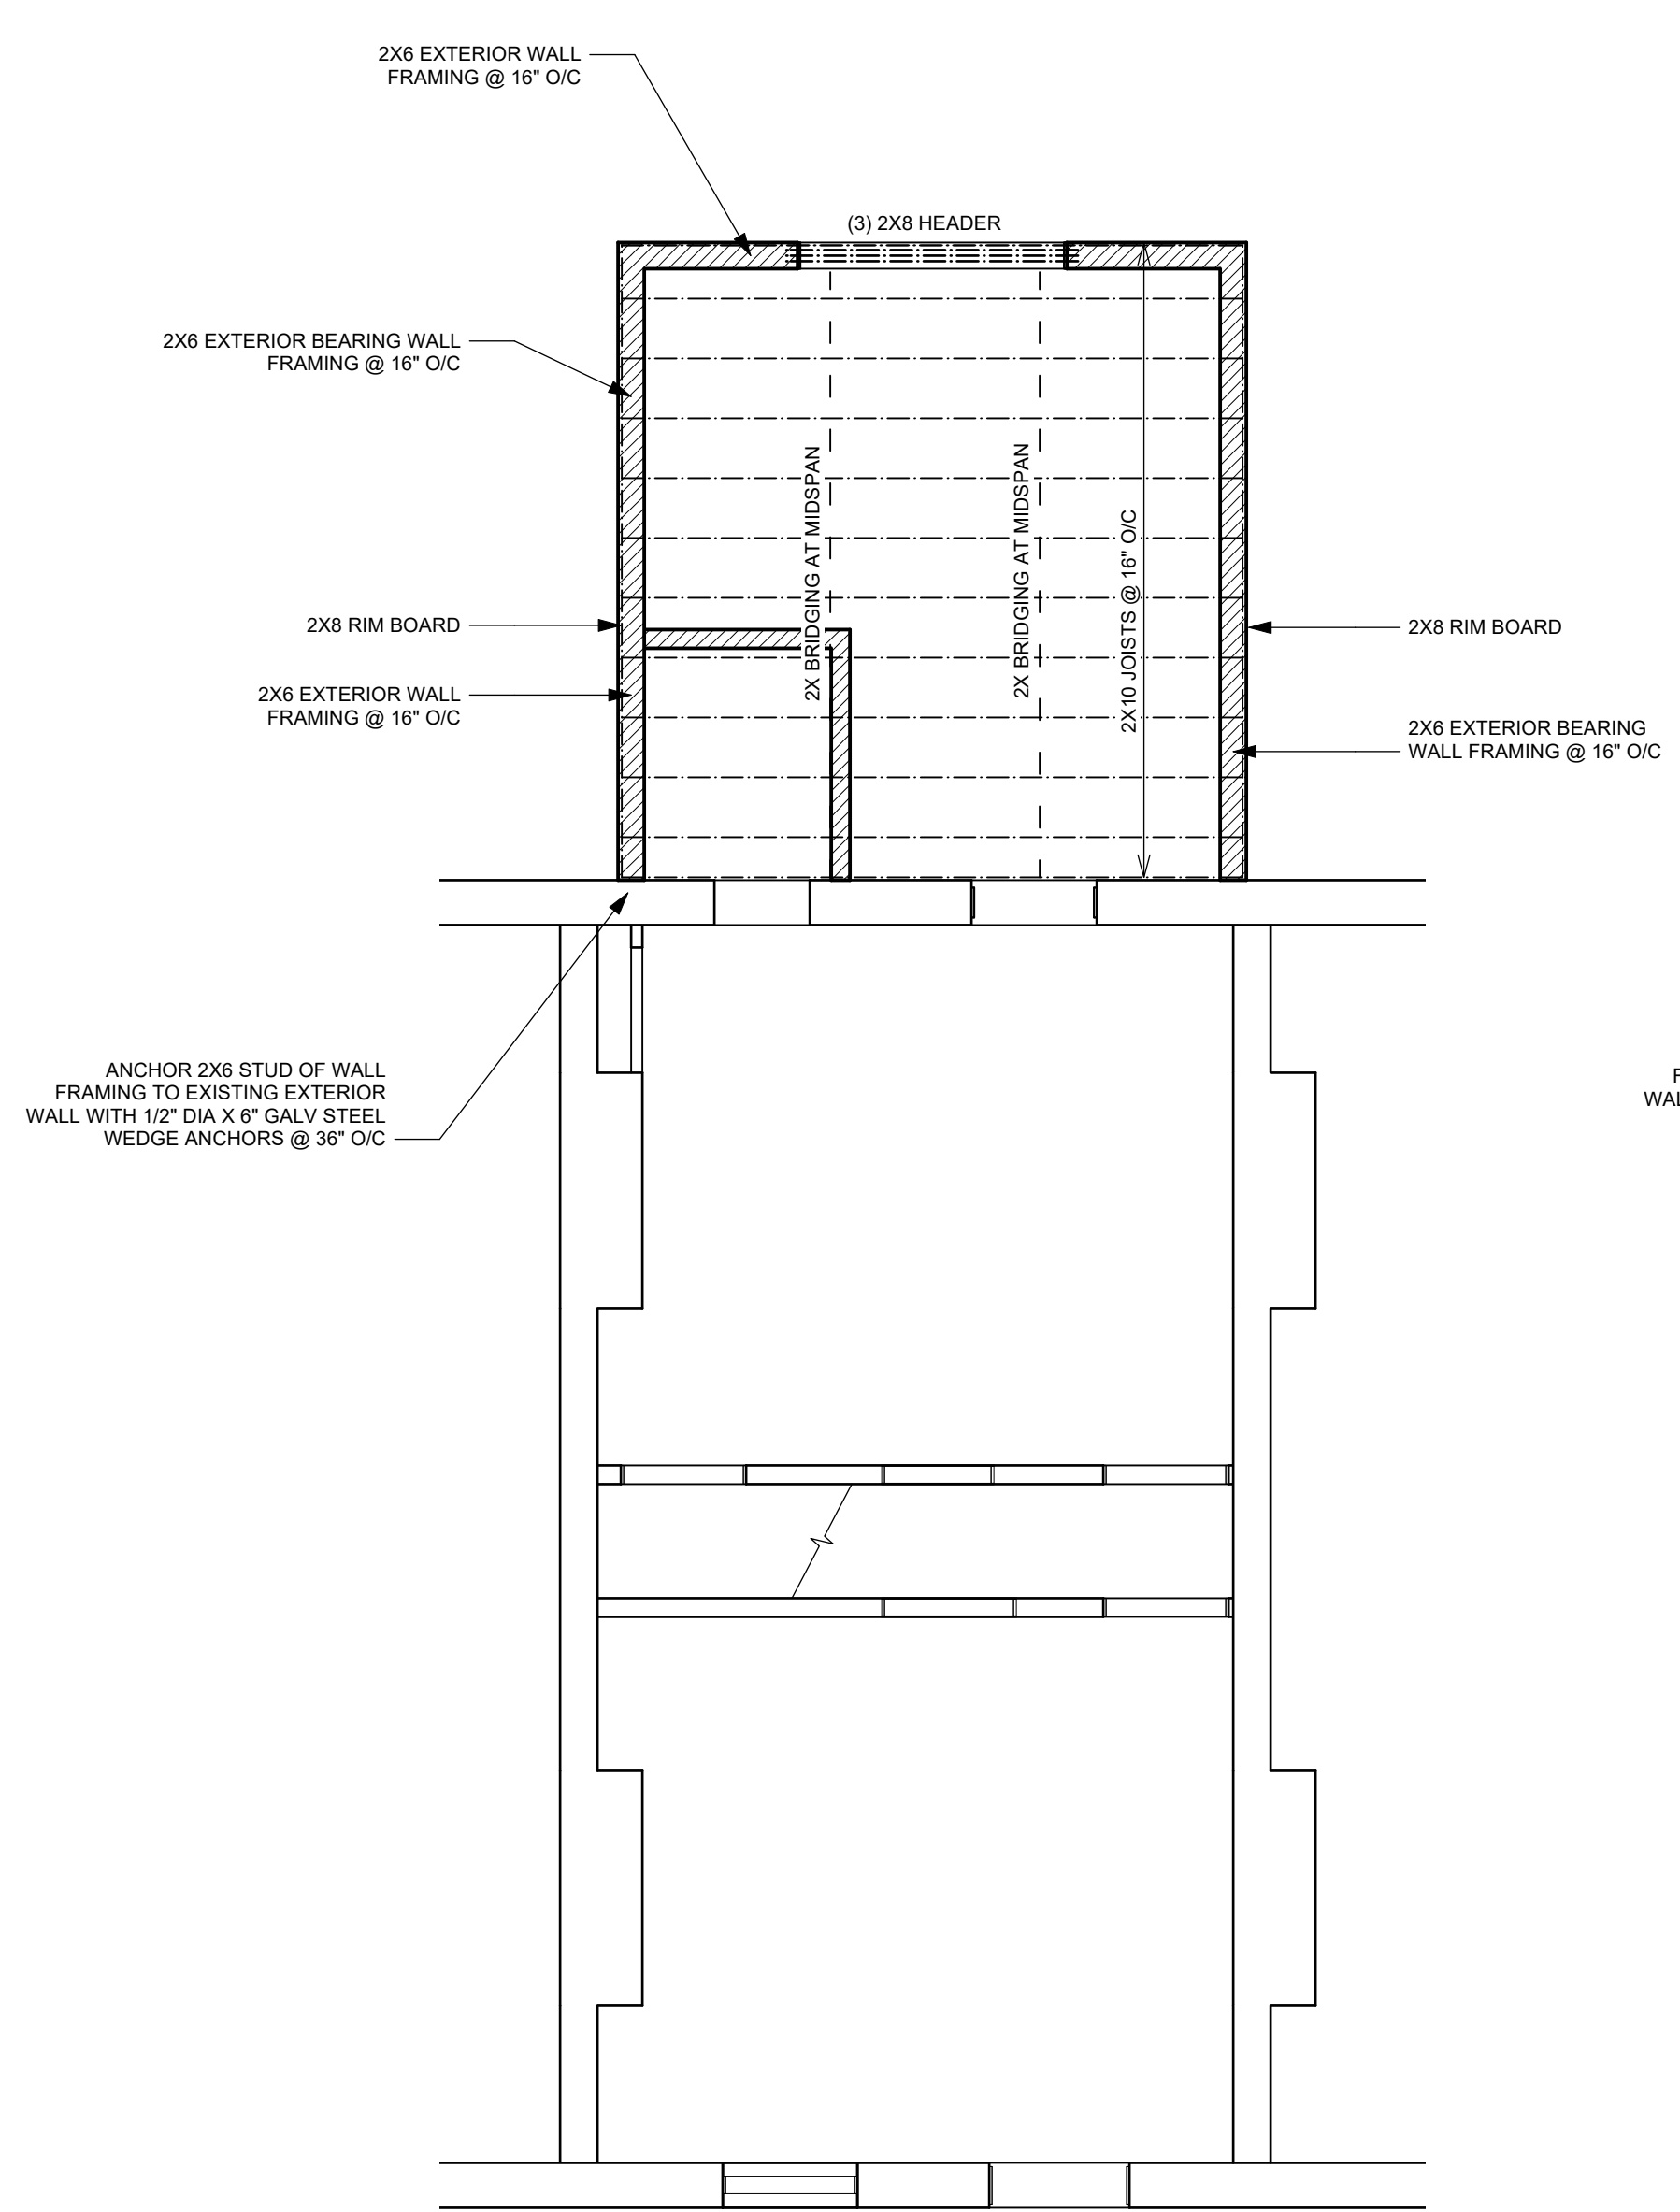 2X6 EXTERIOR WALL
FRAMING @ 16" O/C
(3) 2X8 HEADER
2X6 EXTERIOR BEARING WALL
FRAMING @ 16" O/C
2X BRIDGING AT MIDSPAN
2X BRIDGING AT MIDSPAN
2X10 JOISTS @ 16" O/C
2X8 RIM BOARD
2X8 RIM BOARD
2X6 EXTERIOR WALL
FRAMING @ 16" O/C
2X6 EXTERIOR BEARING
WALL FRAMING @ 16" O/C
ANCHOR 2X6 STUD OF WALL
FRAMING TO EXISTING EXTERIOR
WALL WITH 1/2" DIA X 6" GALV STEEL
WEDGE ANCHORS @ 36" O/C